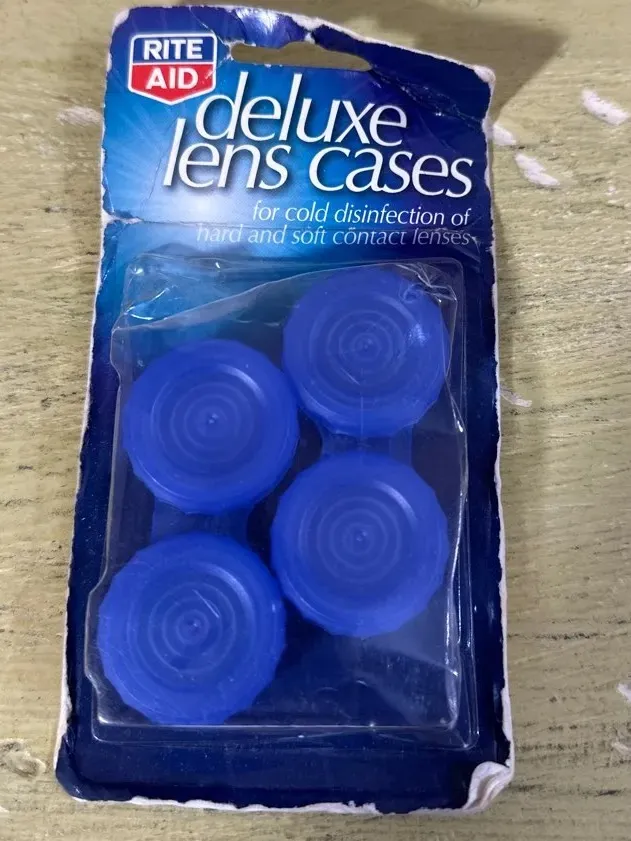 RITE
AID
deluxe
lens cases
for cold disinfection of
hard and soft contact lenses